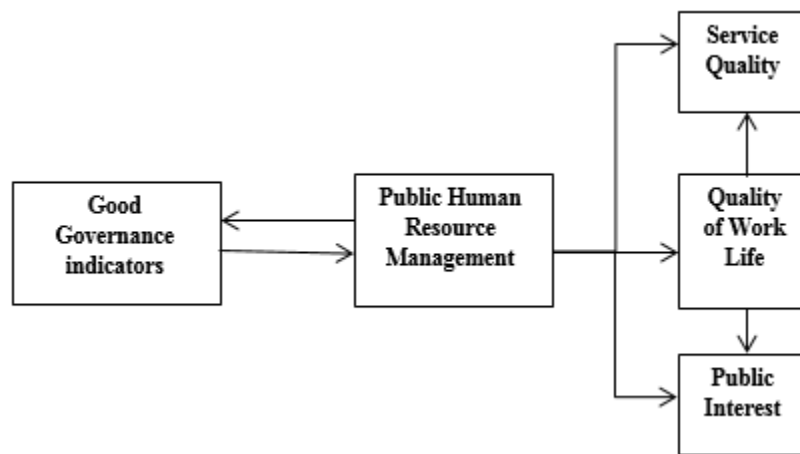 Service
Quality
Good
Governance
indicators
Public Human
Resource
Management
Quality
of Work
Life
Public
Interest